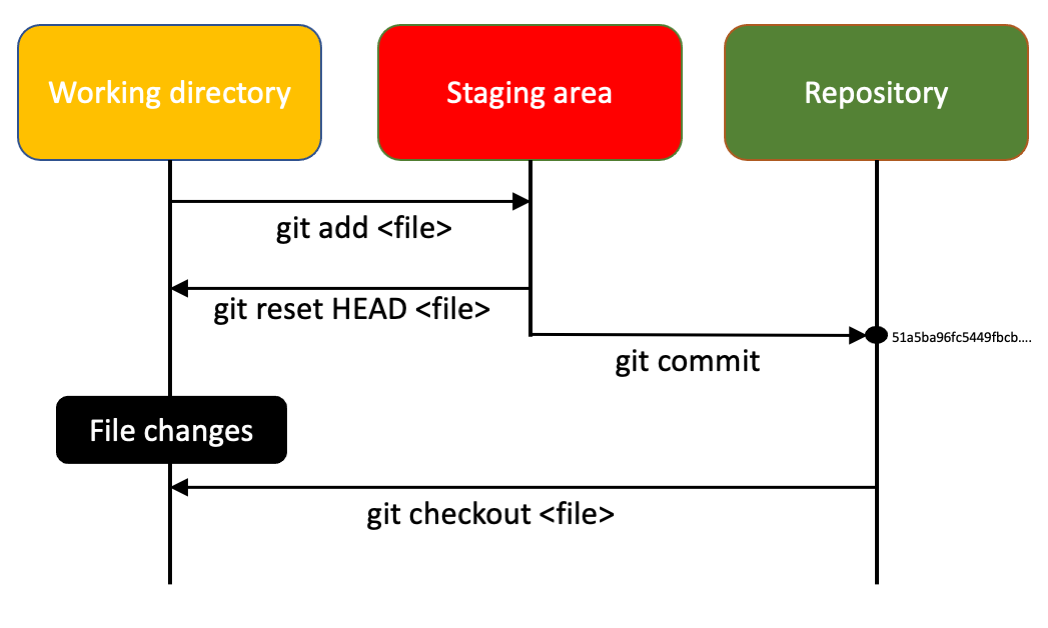 Working directory
Staging area
Repository
git add <file>
git reset HEAD <file>
51a5ba96fc5449fbcb....
git commit
File changes
git checkout <file>